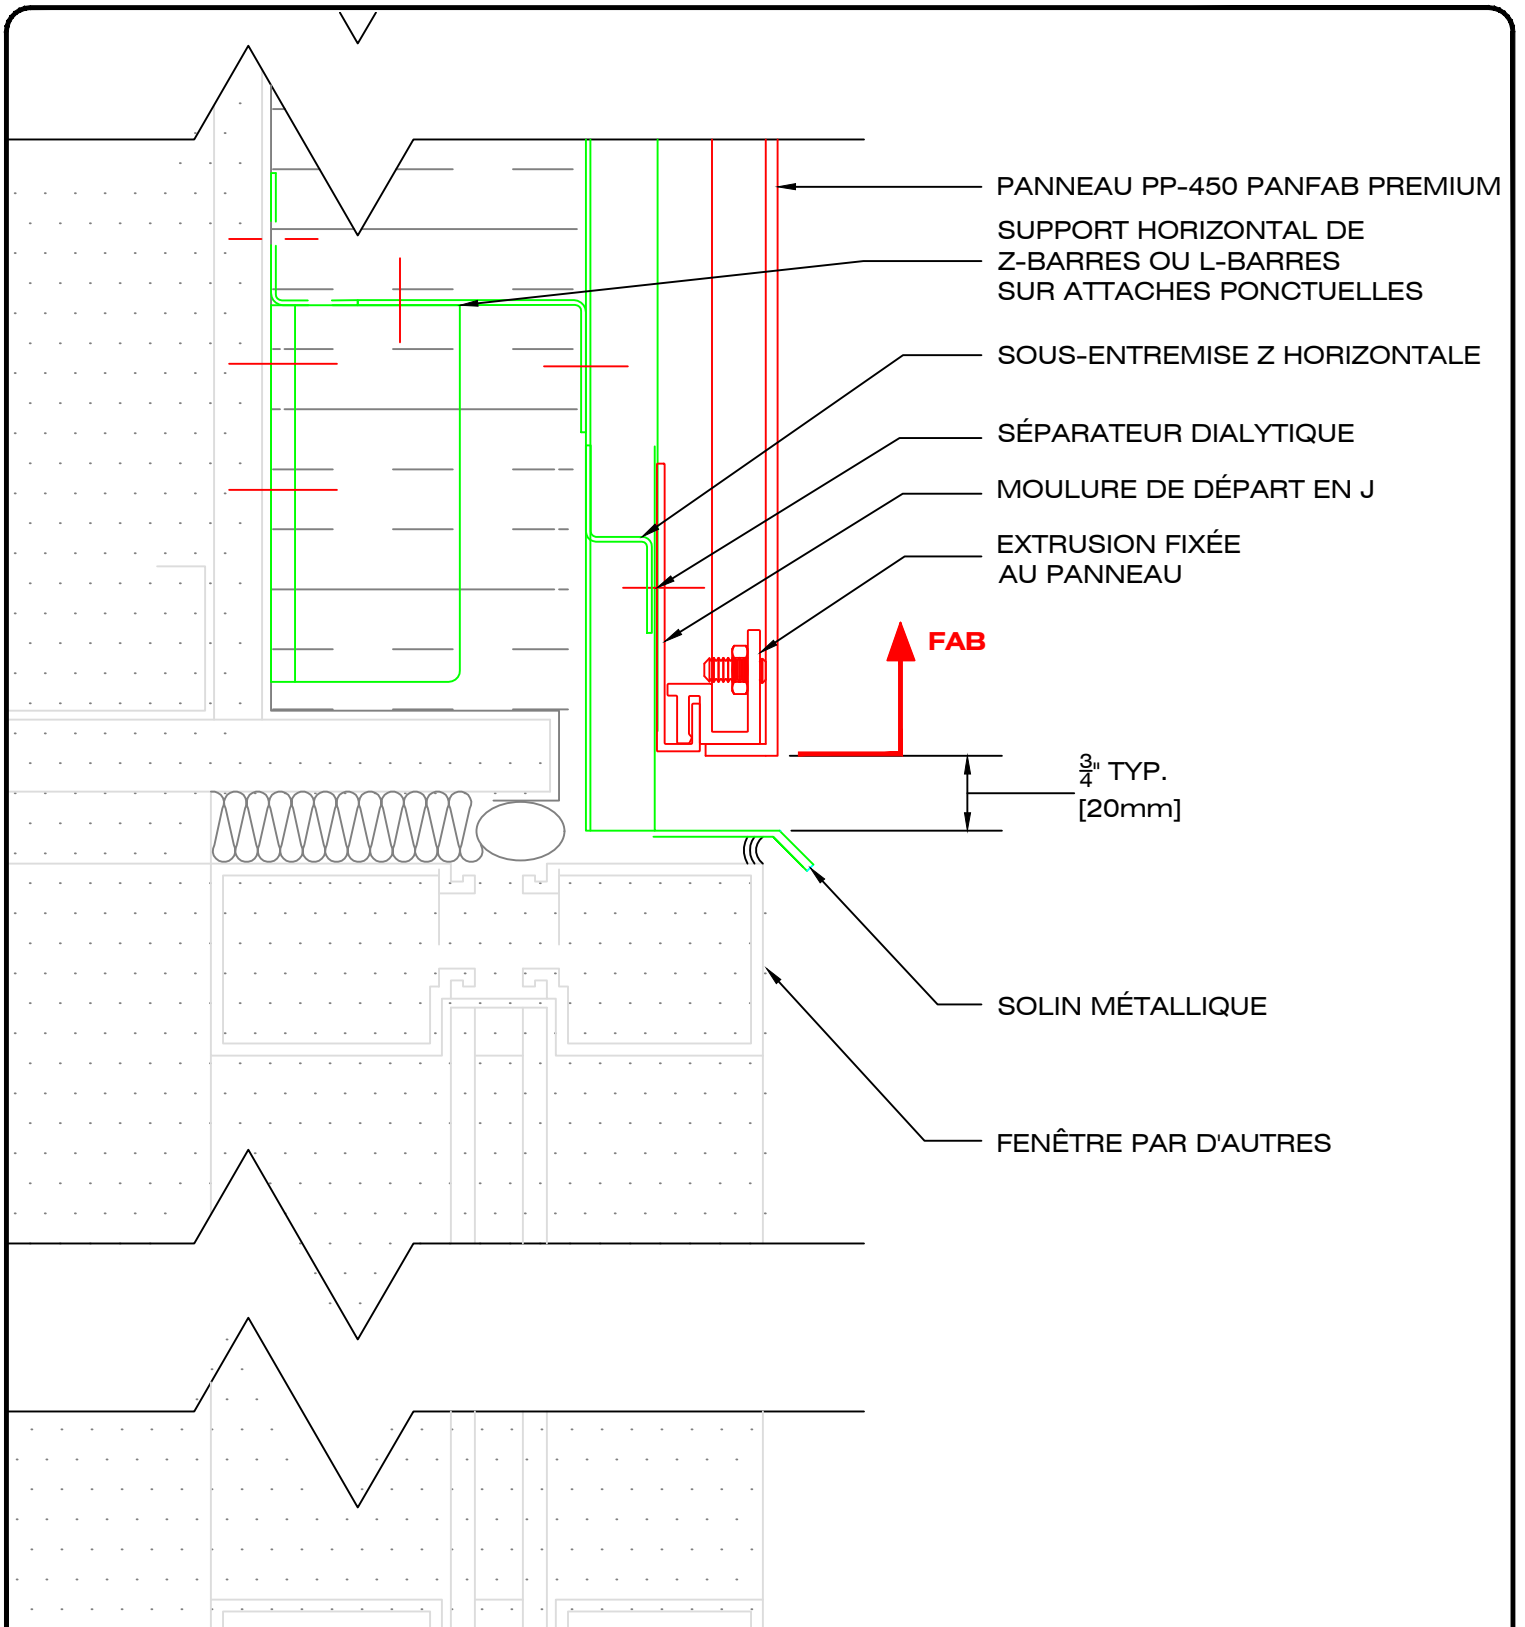 PANNEAU PP-450 PANFAB PREMIUM
SUPPORT HORIZONTAL DE
Z-BARRES OU L-BARRES
SUR ATTACHES PONCTUELLES
SOUS-ENTREMISE Z HORIZONTALE
SÉPARATEUR DIALYTIQUE
MOULURE DE DÉPART EN J
EXTRUSION FIXÉE
AU PANNEAU
FAB
3/4" TYP.
[20mm]
SOLIN MÉTALLIQUE
FENÊTRE PAR D'AUTRES